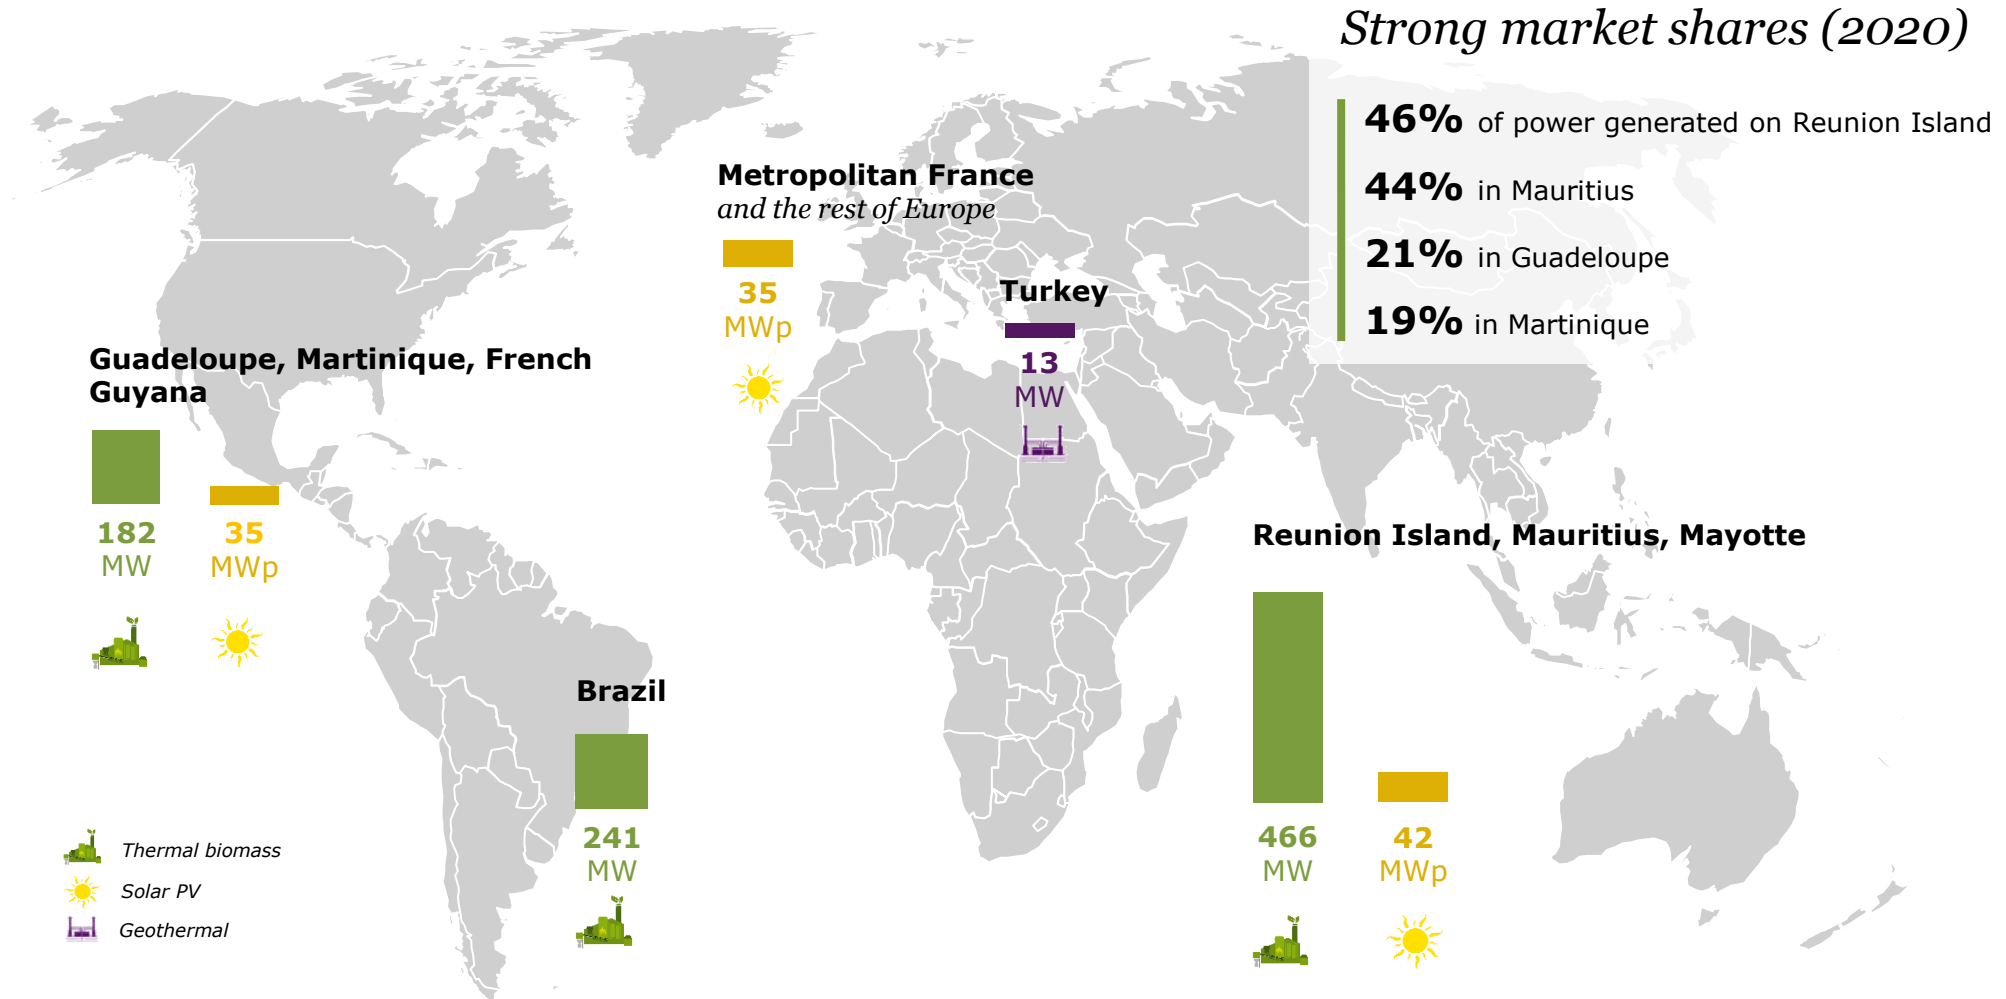 Strong market shares (2020)
46% of power generated on Reunion Island
44% in Mauritius
21% in Guadeloupe
19% in Martinique
Metropolitan France
and the rest of Europe
35
MWp
Turkey
13
MW
Guadeloupe, Martinique, French
Guyana
182
MW
35
MWp
Brazil
241
MW
Reunion Island, Mauritius, Mayotte
466
MW
42
MWp
Thermal biomass
Solar PV
Geothermal